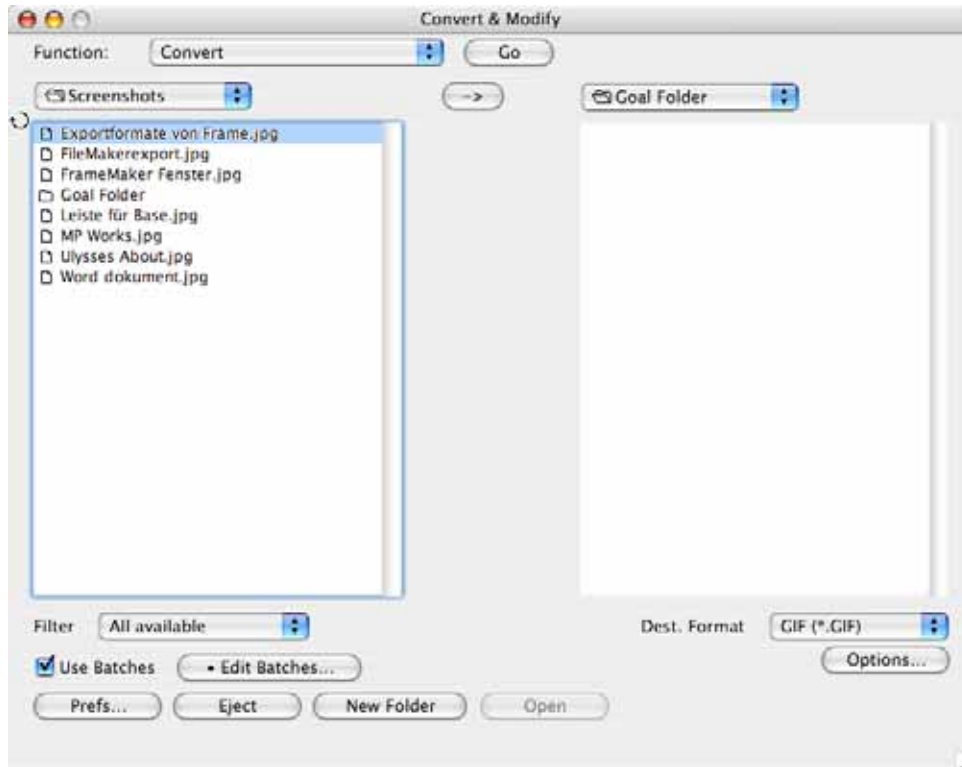 Convert & Modify
Function: Convert Go
Screenshots -> Goal Folder
Exportformate von Frame.jpg
FileMakerexport.jpg
FrameMaker Fenster.jpg
Goal Folder
Leiste für Base.jpg
MP Works.jpg
Ulysses About.jpg
Word dokument.jpg
Filter All available Dest. Format GIF (*.GIF)
Use Batches • Edit Batches... Options...
Prefs... Eject New Folder Open